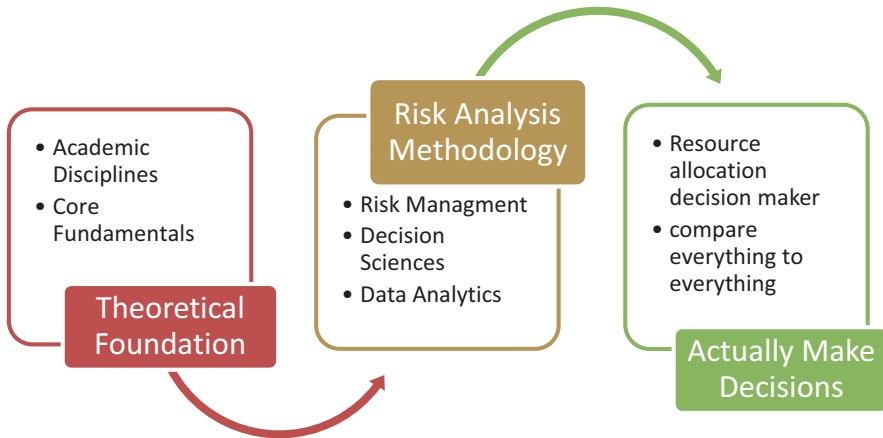 • Academic
Disciplines
• Core
Fundamentals
Theoretical
Foundation
Risk Analysis
Methodology
• Risk Managment
• Decision
Sciences
• Data Analytics
• Resource
allocation
decision maker
• compare
everything to
everything
Actually Make
Decisions